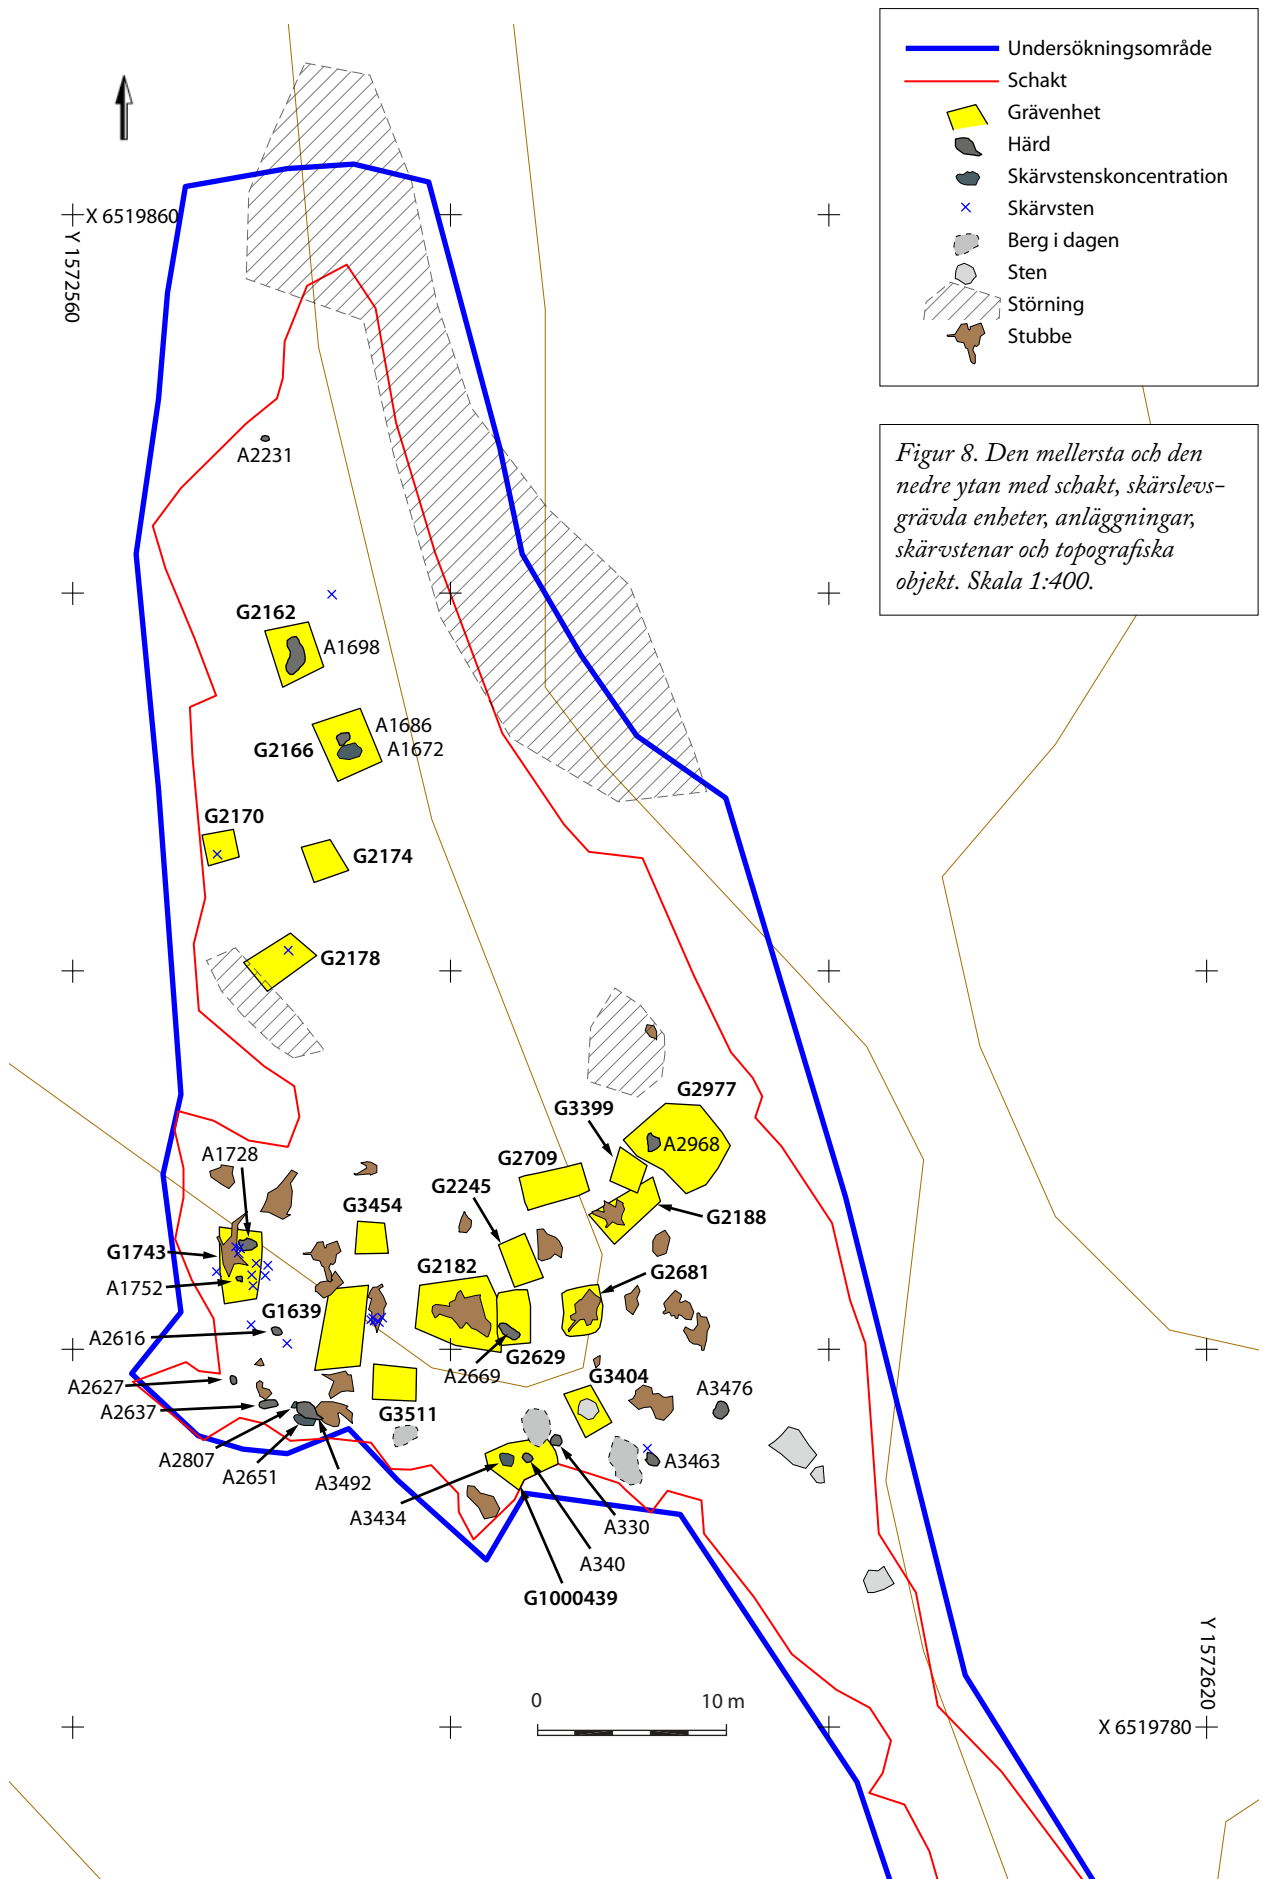 Undersökningsområde
Schakt
Grävenhet
Härd
Skärvstenskoncentration
Skärvsten
Berg i dagen
Sten
Störning
Stubbe
Figur 8. Den mellersta och den
nedre ytan med schakt, skärslevs-
grävda enheter, anläggningar,
skärvstenar och topografiska
objekt. Skala 1:400.
X 6519860
Y 1572560
A2231
G2162
A1698
A1686
G2166
A1672
G2170
G2174
G2178
G2977
G3399
A2968
A1728
G2709
G2245
G3454
G2188
G1743
G2182
G2681
A1752
G1639
A2616
G2629
A2669
A2627
G3404
A3476
A2637
G3511
A2807
A2651
A3463
A3492
A3434
A330
A340
G1000439
0
10 m
Y 1572620
X 6519780